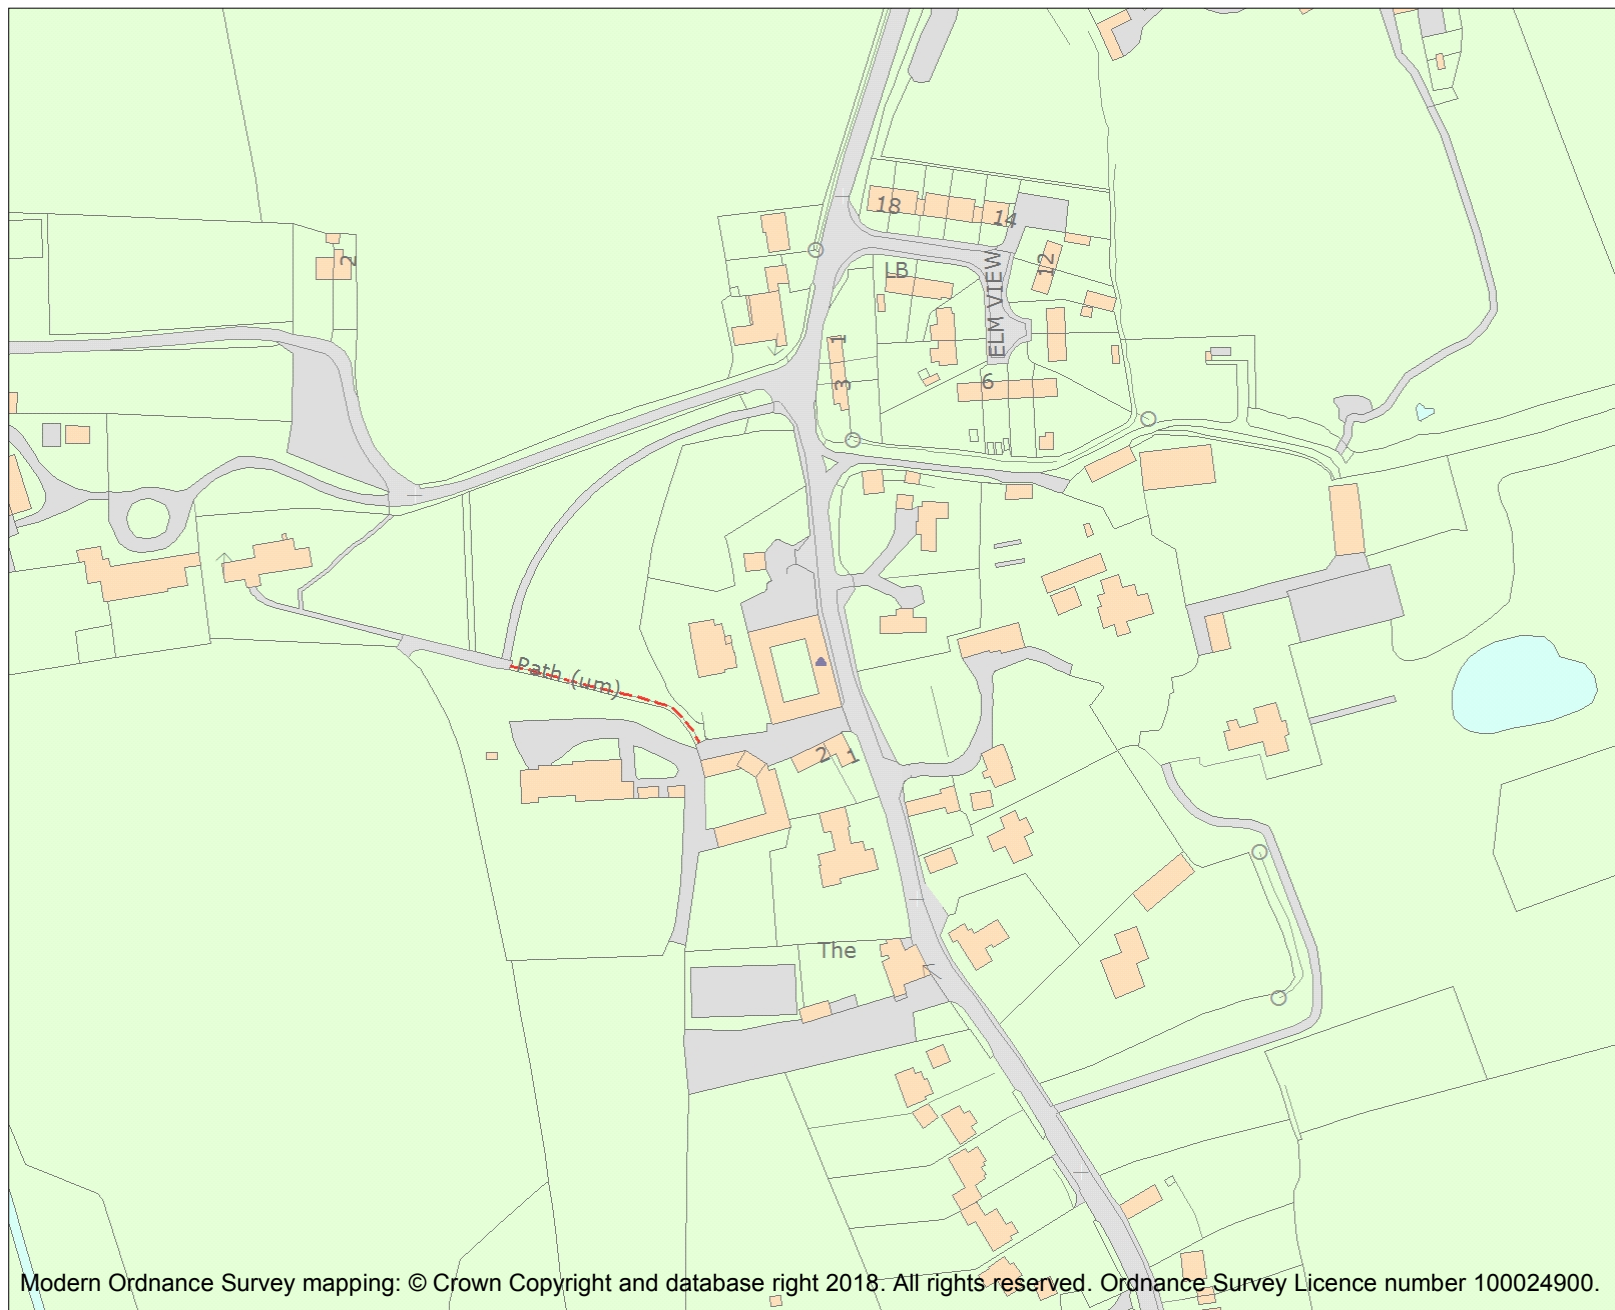 18
14
2
LB
12
ELM VIEW
1
3
6
Path (um)
2
1
The
Modern Ordnance Survey mapping: © Crown Copyright and database right 2018. All rights reserved. Ordnance Survey Licence number 100024900.